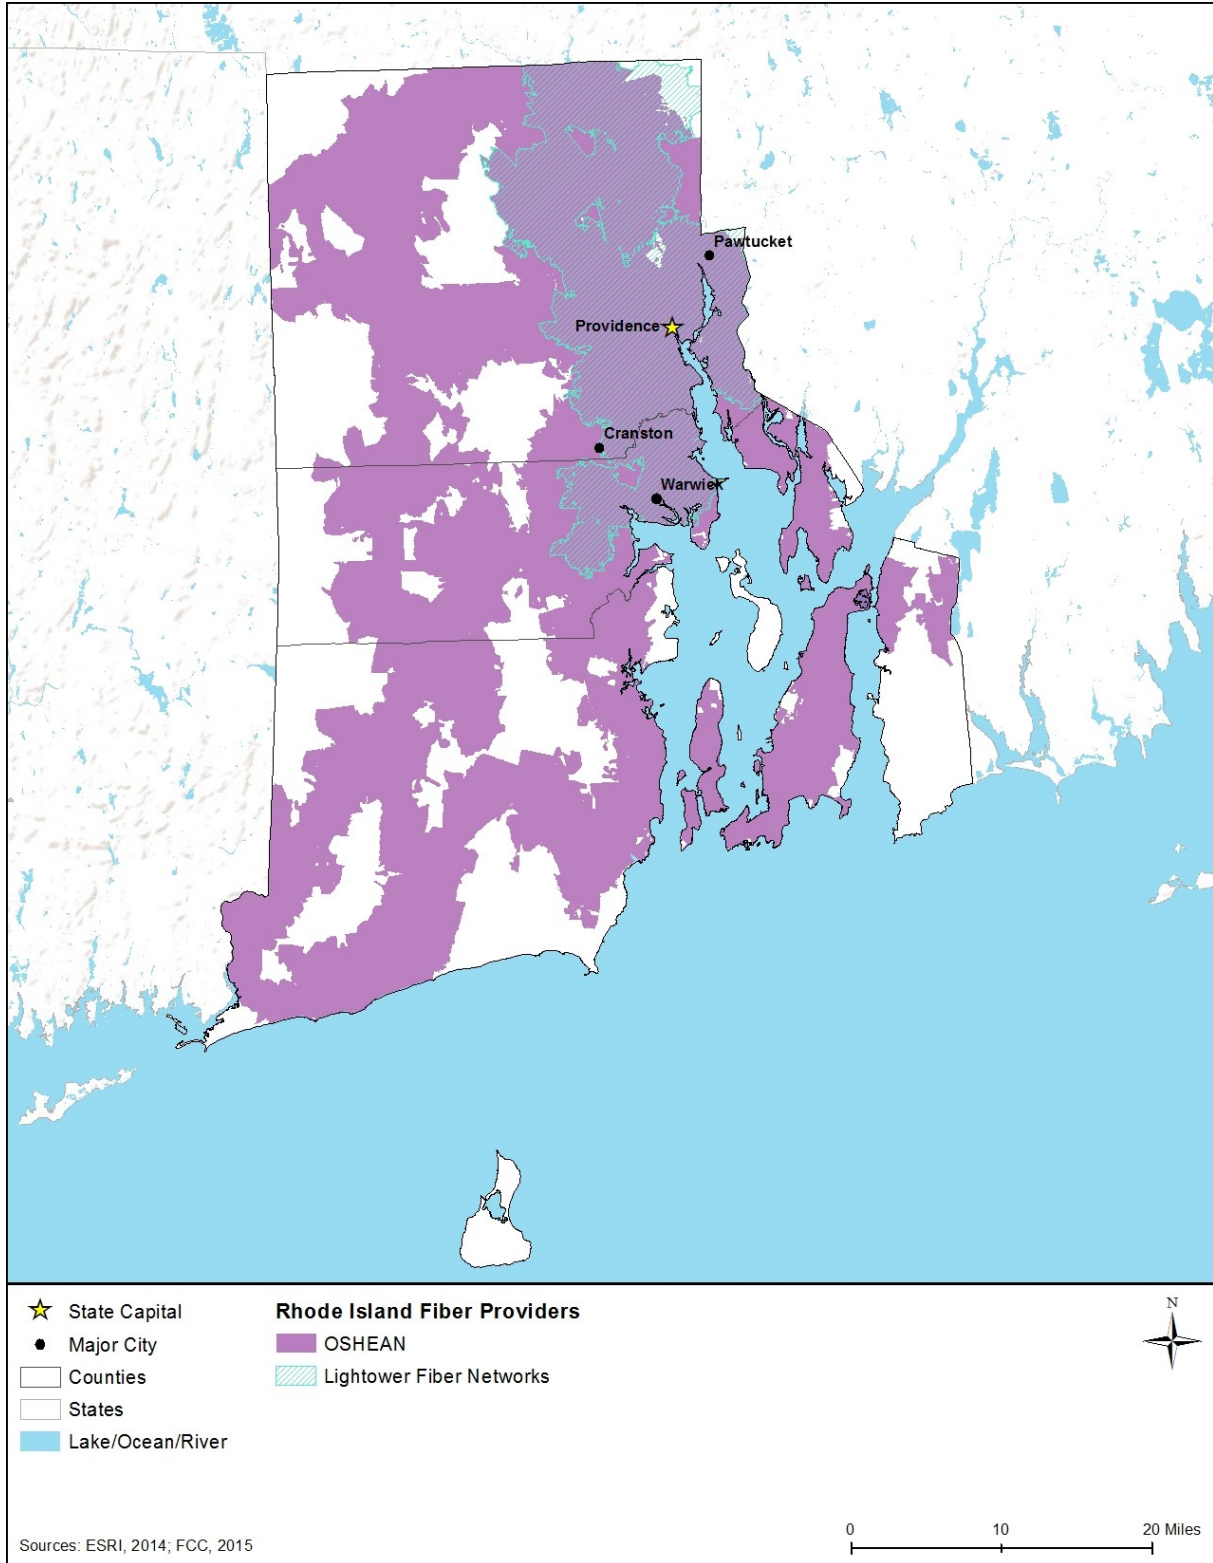 Pawtucket
Providence
Cranston
Warwick
State Capital
Major City
Counties
States
Lake/Ocean/River
Rhode Island Fiber Providers
OSHEAN
Lightower Fiber Networks
N
Sources: ESRI, 2014; FCC, 2015
0 10 20 Miles